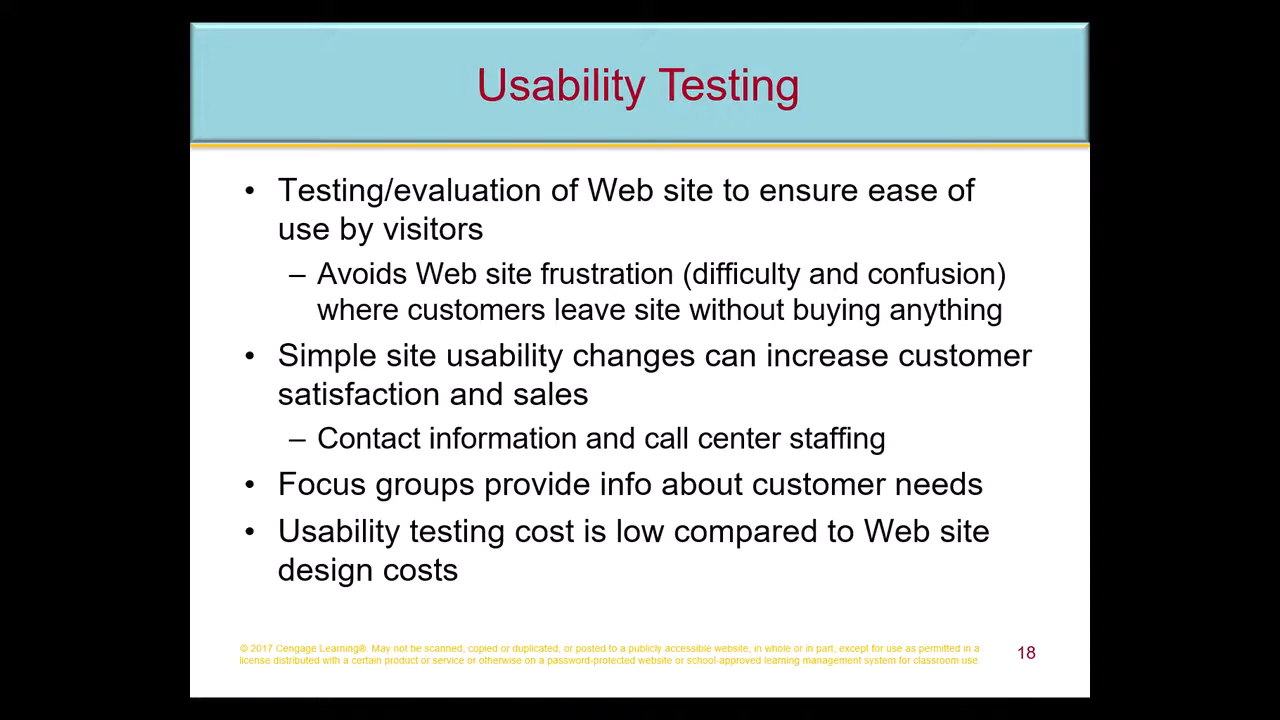 Usability Testing
• Testing/evaluation of Web site to ensure ease of
use by visitors
– Avoids Web site frustration (difficulty and confusion)
where customers leave site without buying anything
• Simple site usability changes can increase customer
satisfaction and sales
– Contact information and call center staffing
• Focus groups provide info about customer needs
• Usability testing cost is low compared to Web site
design costs
© 2017 Cengage Learning®. May not be scanned, copied or duplicated, or posted to a publicly accessible website, in whole or in part, except for use as permitted in a
license distributed with a certain product or service or otherwise on a password-protected website or school-approved learning management system for classroom use.
18